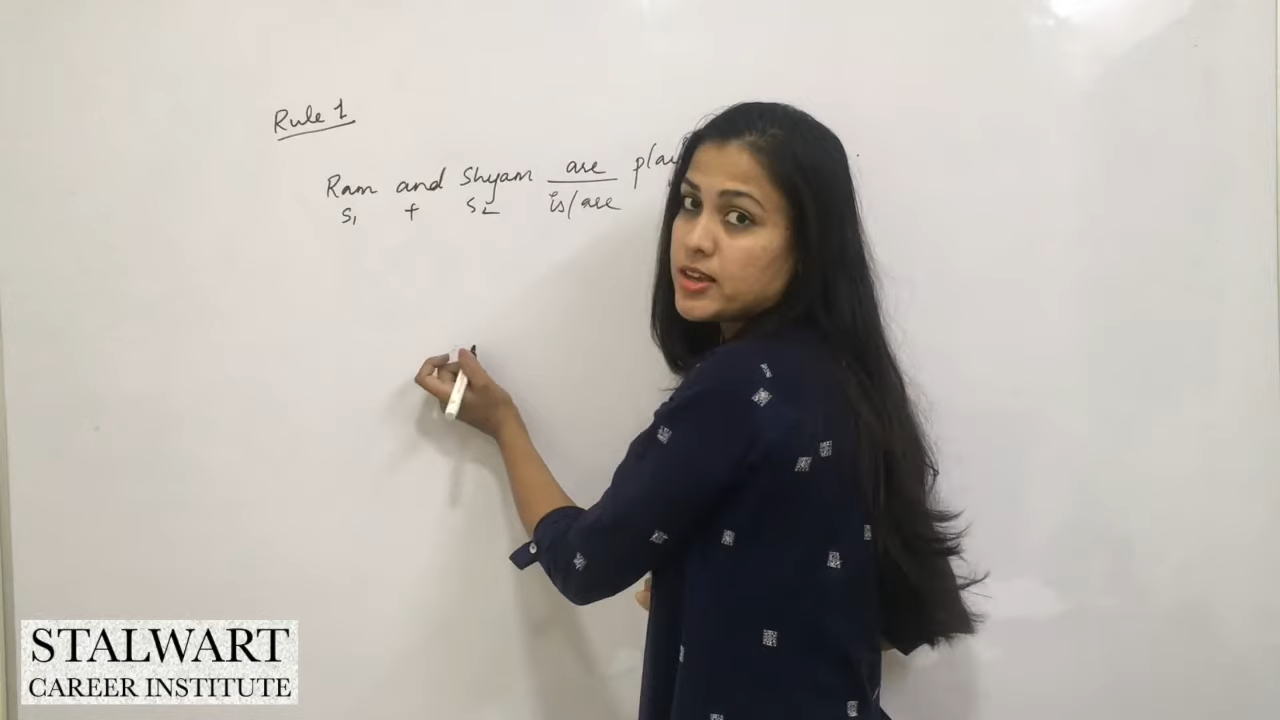 Rule 1
Ram and Shyam are
S1 + S2 is/are
STALWART
CAREER INSTITUTE